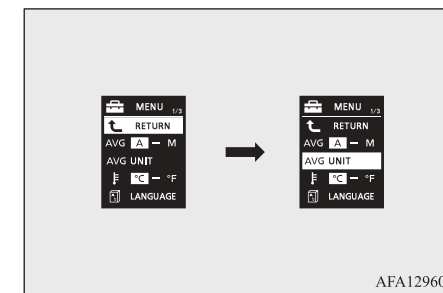 MENU 1/3
RETURN
AVG A – M
AVG UNIT
°C – °F
LANGUAGE
MENU 1/3
RETURN
AVG A – M
AVG UNIT
°C – °F
LANGUAGE
AFA12960